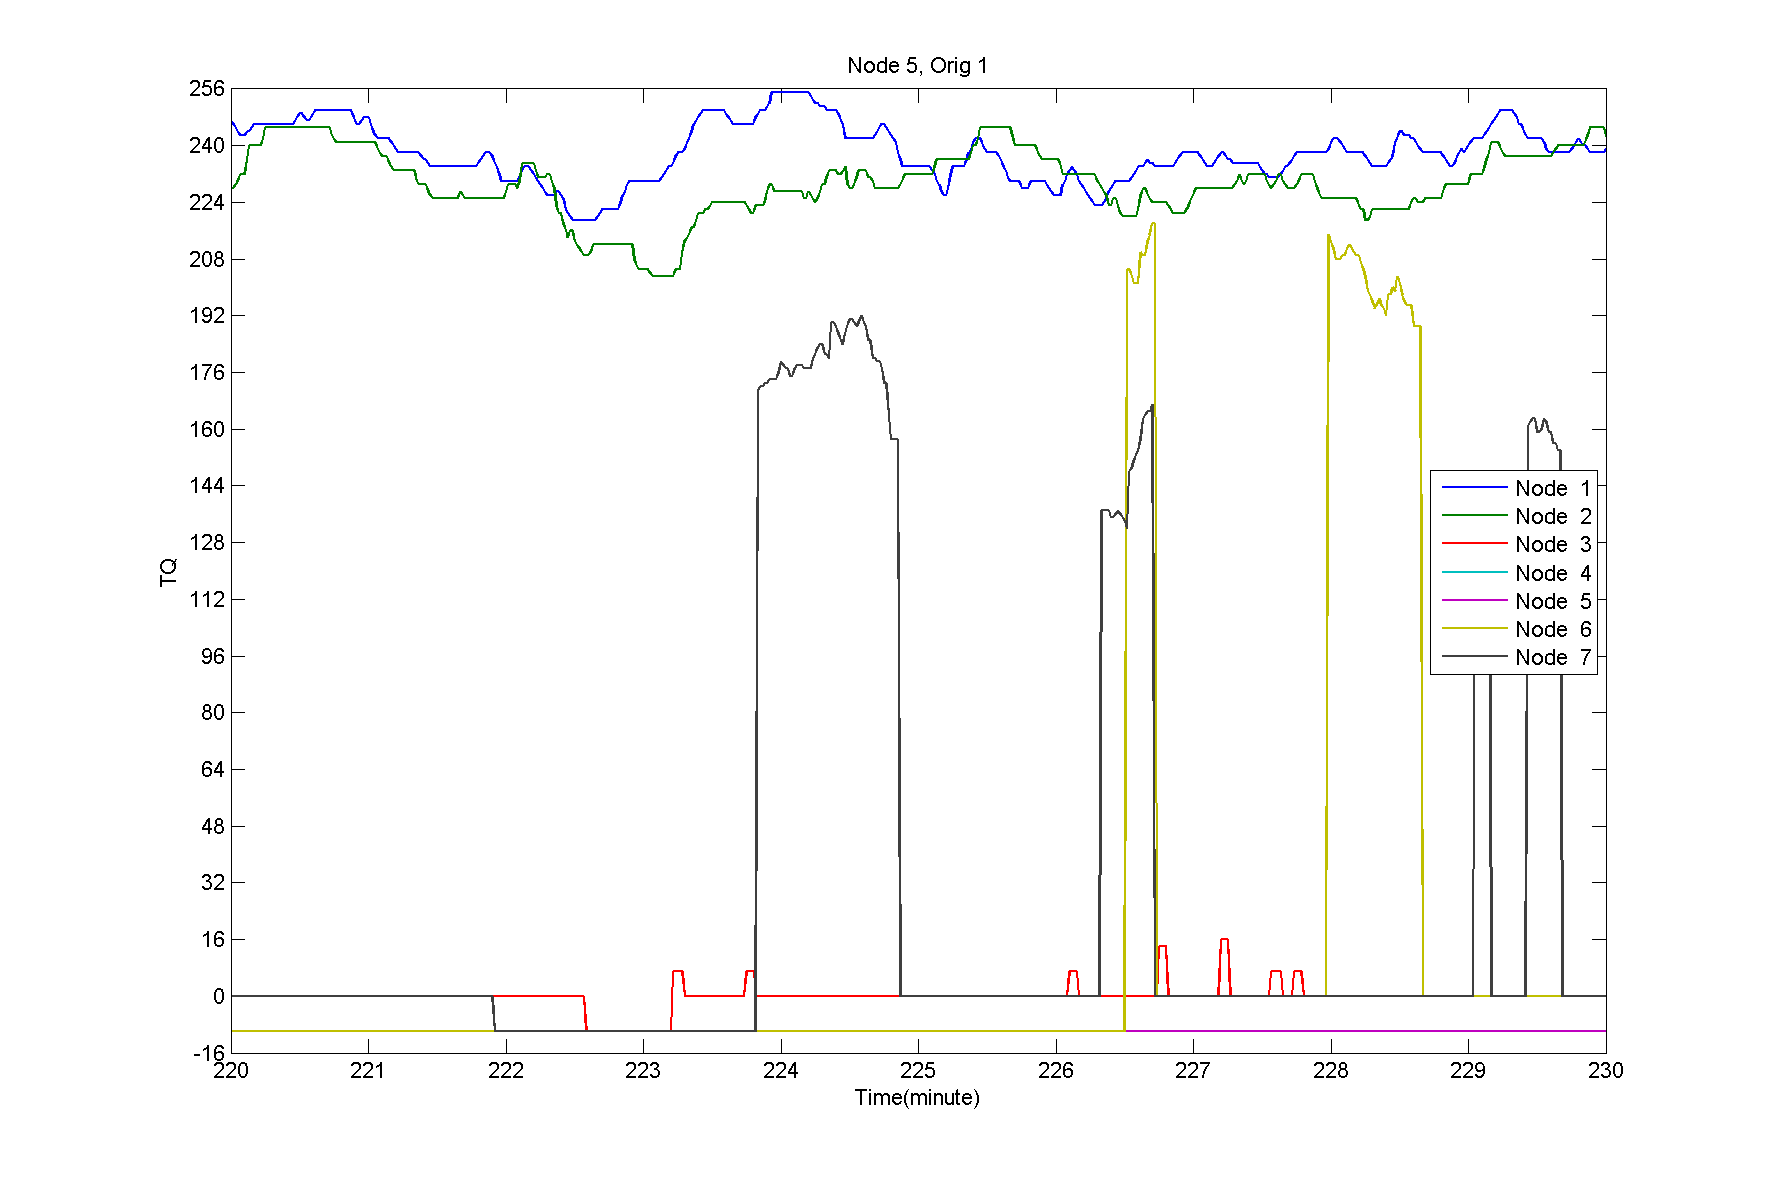 Node 5, Orig 1
256
240
224
208
192
176
160
144
128
112
96
80
64
48
32
16
0
-16
TQ
Node 1
Node 2
Node 3
Node 4
Node 5
Node 6
Node 7
220 221 222 223 224 225 226 227 228 229 230
Time(minute)